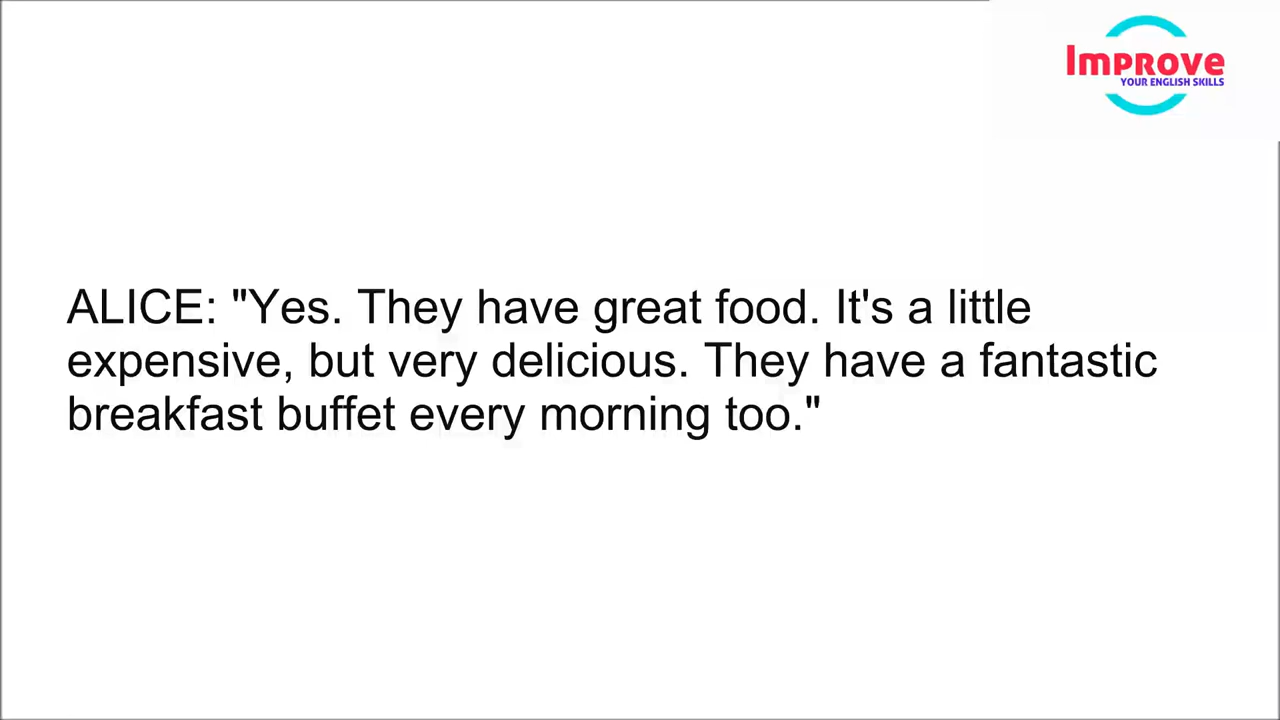 Improve
YOUR ENGLISH SKILLS
ALICE: "Yes. They have great food. It's a little
expensive, but very delicious. They have a fantastic
breakfast buffet every morning too."